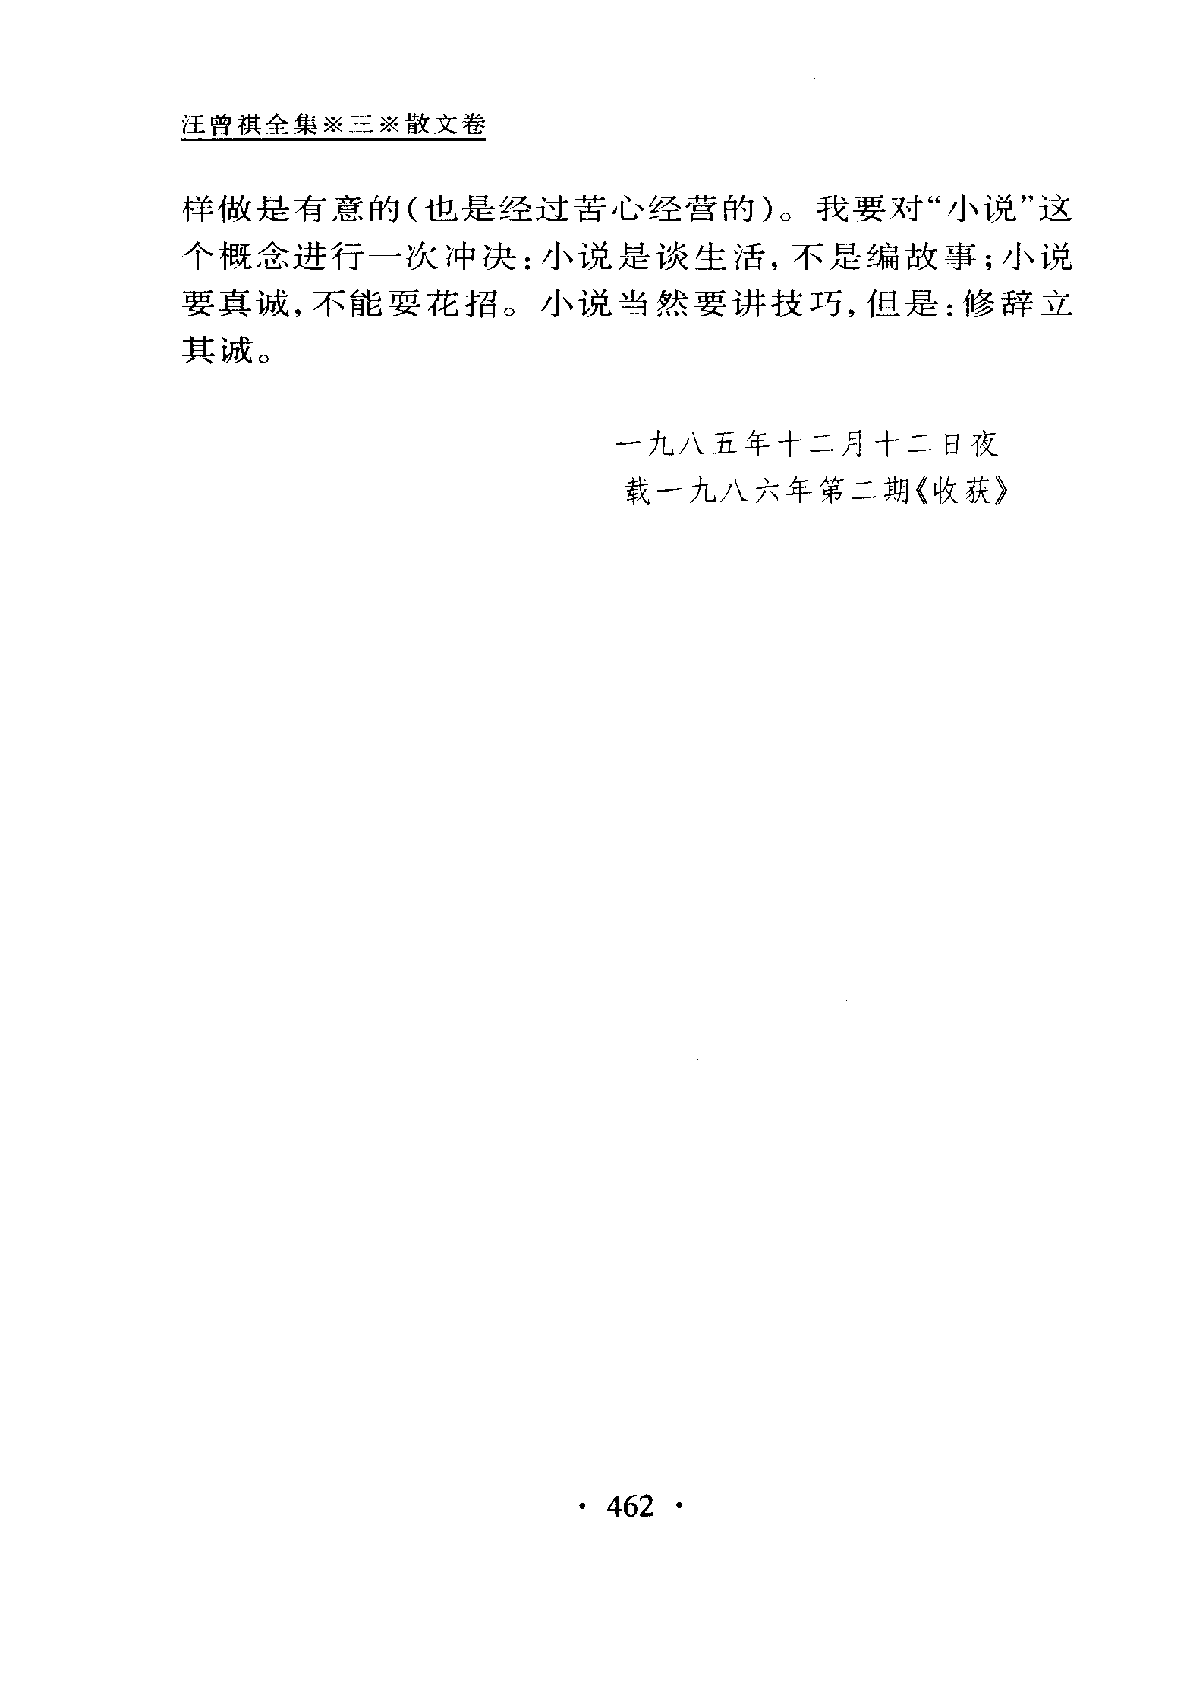 汪曾祺全集※三※散文卷
样做是有意的(也是经过苦心经营的)。我要对“小说”这
个概念进行一次冲决:小说是谈生活,不是编故事;小说
要真诚,不能耍花招。小说当然要讲技巧,但是:修辞立
其诚。
一九八五年十二月十二日夜
载一九八六年第二期《收获》
· 462 ·